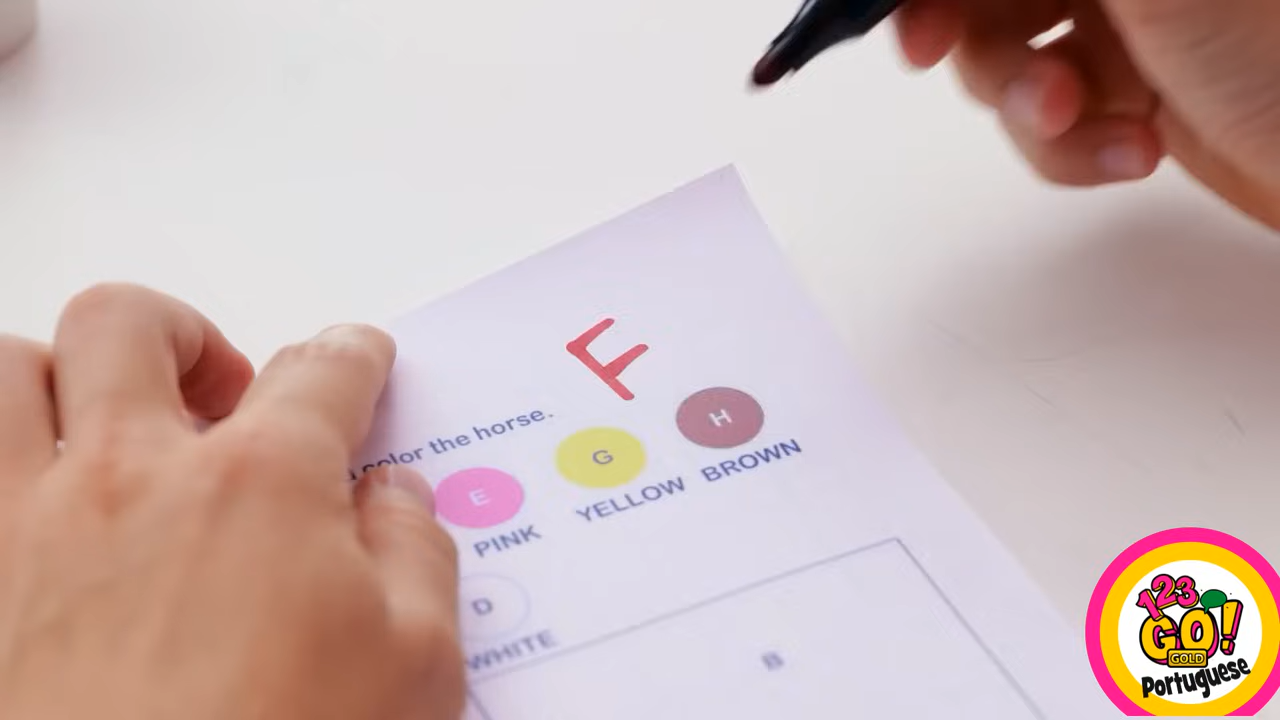 F
color the horse.
E G H
PINK YELLOW BROWN
D
WHITE
B
123
GO!
GOLD
Portuguese